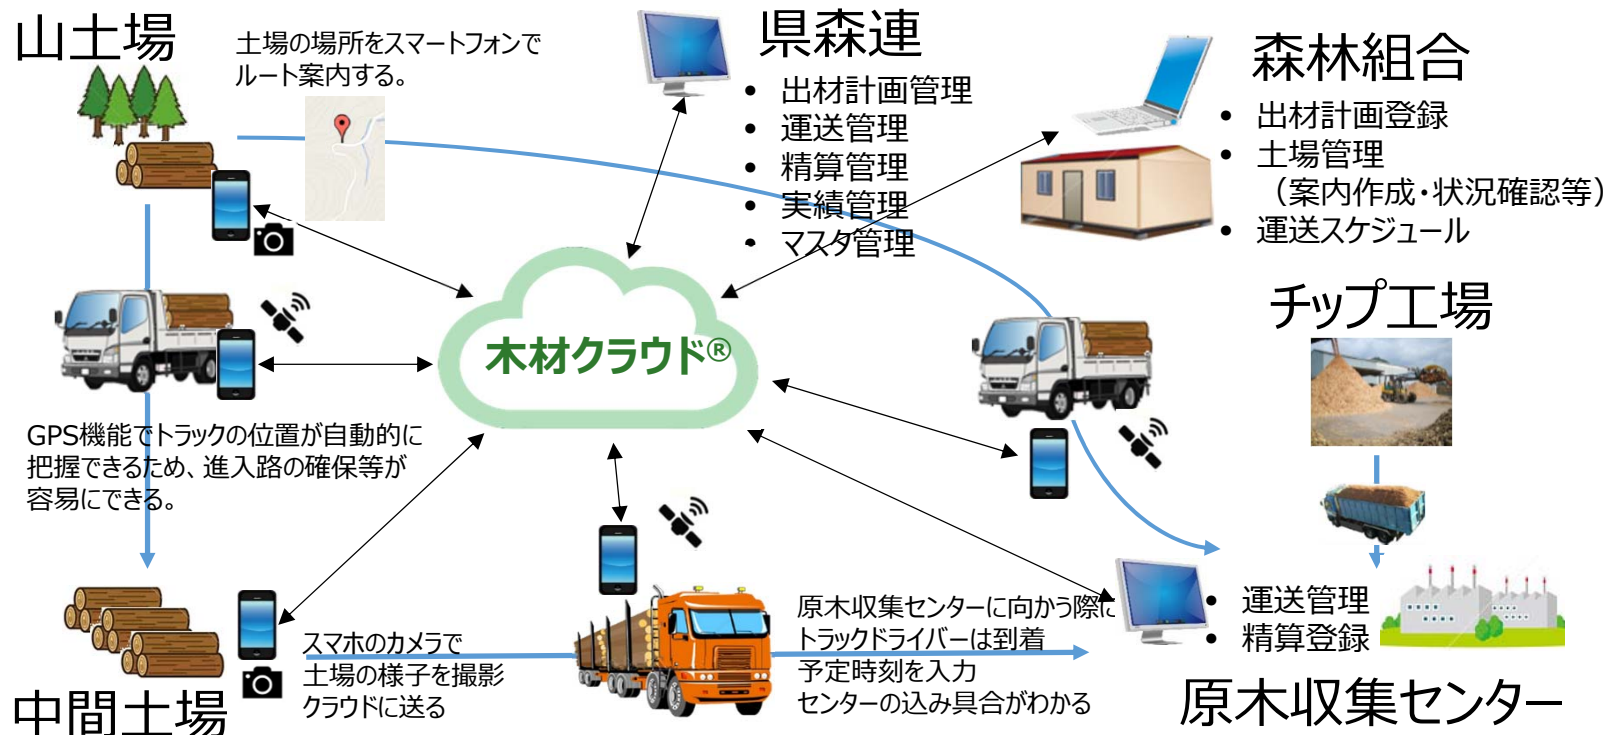 山土場
土場の場所をスマートフォンで
ルート案内する。
県森連
• 出材計画管理
• 運送管理
• 精算管理
• 実績管理
• マスタ管理
森林組合
• 出材計画登録
• 土場管理
（案内作成・状況確認等）
• 運送スケジュール
チップ工場
木材クラウド®
GPS機能でトラックの位置が自動的に
把握できるため、進入路の確保等が
容易にできる。
中間土場
スマホのカメラで
土場の様子を撮影
クラウドに送る
原木収集センターに向かう際に
トラックドライバーは到着
予定時刻を入力
センターの込み具合がわかる
• 運送管理
• 精算登録
原木収集センター